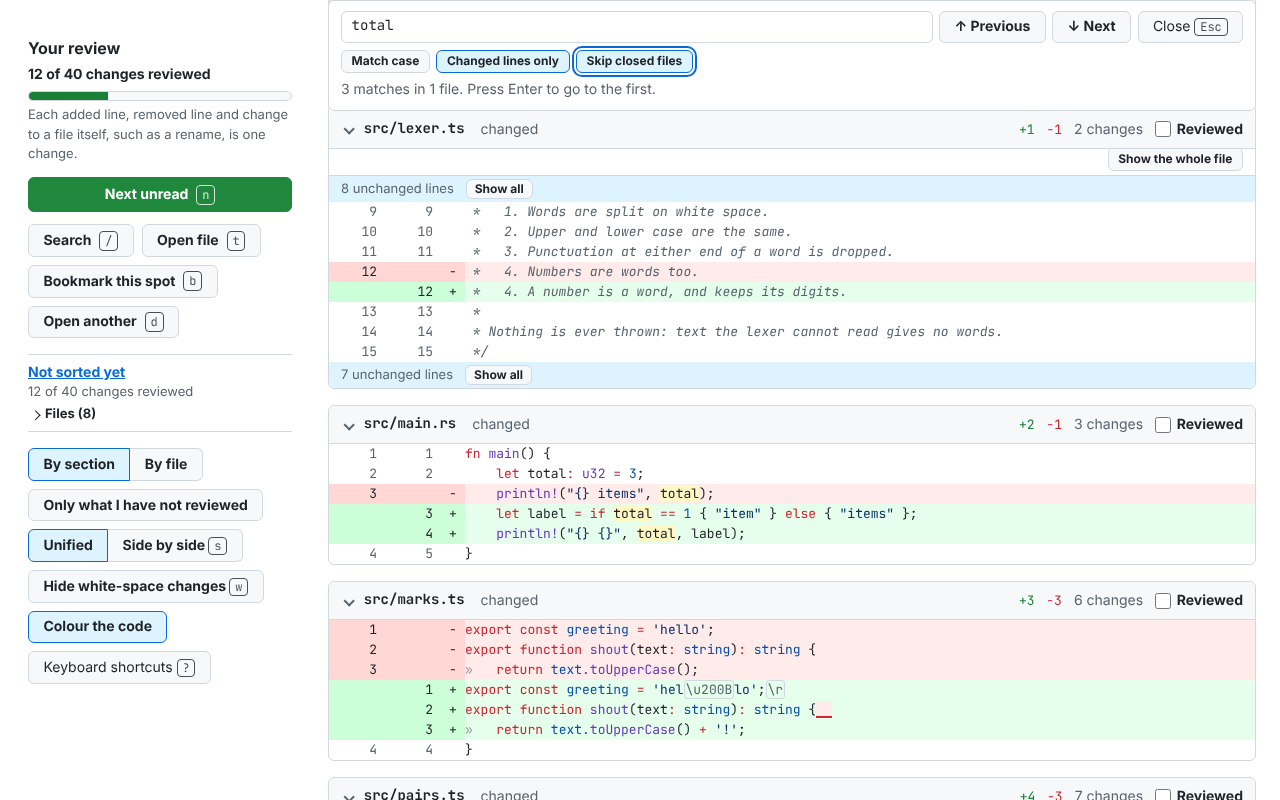 Your review
12 of 40 changes reviewed
Each added line, removed line and change
to a file itself, such as a rename, is one
change.
Next unread n
Search /
Open file t
Bookmark this spot b
Open another d
Not sorted yet
12 of 40 changes reviewed
Files (8)
By section
By file
Only what I have not reviewed
Unified
Side by side s
Hide white-space changes w
Colour the code
Keyboard shortcuts ?
total
↑ Previous
↓ Next
Close Esc
Match case
Changed lines only
Skip closed files
3 matches in 1 file. Press Enter to go to the first.
src/lexer.ts changed +1 -1 2 changes Reviewed
Show the whole file
8 unchanged lines Show all
9 9 *   1. Words are split on white space.
10 10 *   2. Upper and lower case are the same.
11 11 *   3. Punctuation at either end of a word is dropped.
12 - *   4. Numbers are words too.
12 + *   4. A number is a word, and keeps its digits.
13 13 *
14 14 * Nothing is ever thrown: text the lexer cannot read gives no words.
15 15 */
7 unchanged lines Show all
src/main.rs changed +2 -1 3 changes Reviewed
1 1 fn main() {
2 2     let total: u32 = 3;
3 -     println!("{} items", total);
3 +     let label = if total == 1 { "item" } else { "items" };
4 +     println!("{} {}", total, label);
4 5 }
src/marks.ts changed +3 -3 6 changes Reviewed
1 - export const greeting = 'hello';
2 - export function shout(text: string): string {
3 - »   return text.toUpperCase();
1 + export const greeting = 'hel\u200Blo';\r
2 + export function shout(text: string): string {
3 + »   return text.toUpperCase() + '!';
4 4 }
src/pairs.ts changed +4 -3 7 changes Reviewed